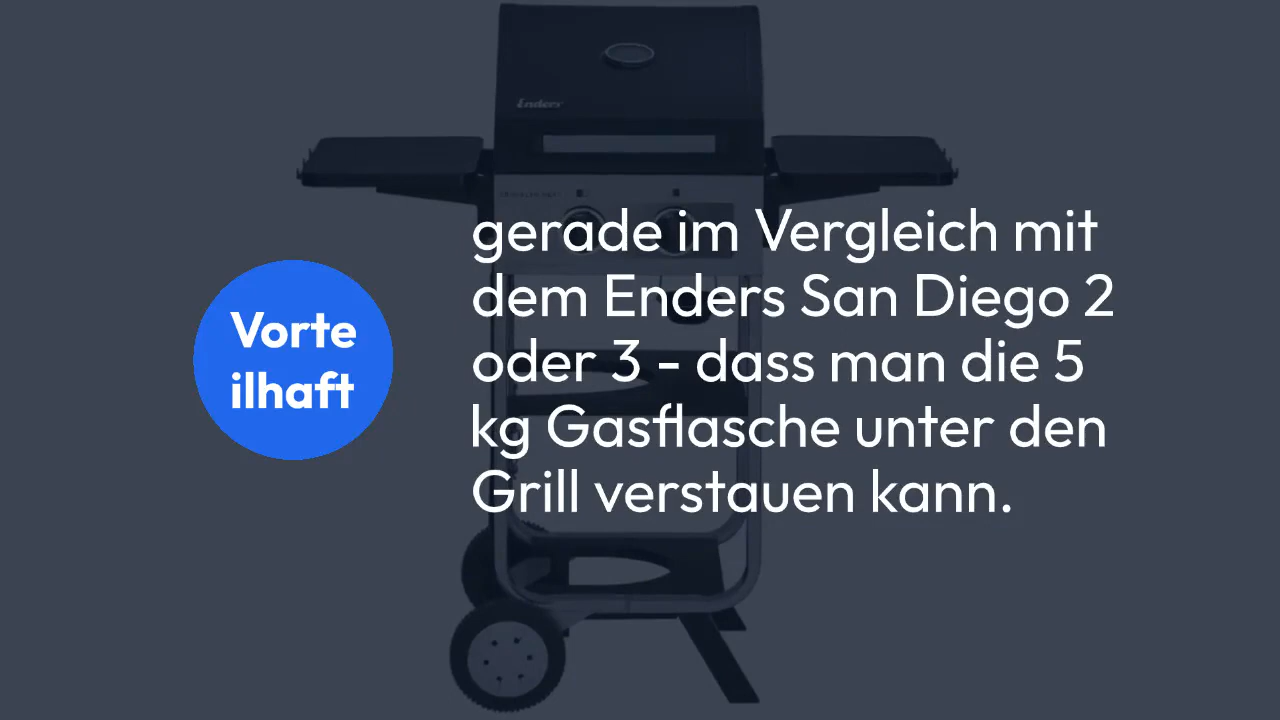 Enders
Vorte
ilhaft
gerade im Vergleich mit
dem Enders San Diego 2
oder 3 - dass man die 5
kg Gasflasche unter den
Grill verstauen kann.